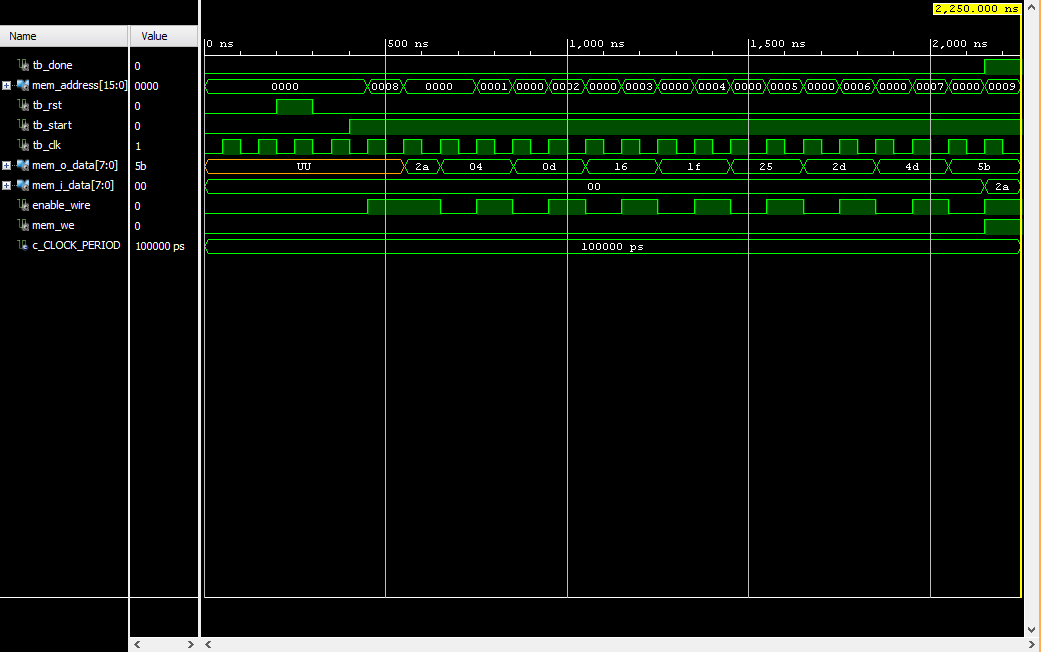 2,250.000 ns
Name Value
0 ns 500 ns 1,000 ns 1,500 ns 2,000 ns
tb_done 0
mem_address[15:0] 0000 0000 0008 0000 0001 0000 0002 0000 0003 0000 0004 0000 0005 0000 0006 0000 0007 0000 0009
tb_rst 0
tb_start 0
tb_clk 1
mem_o_data[7:0] 5b UU 2a 04 0d 16 1f 25 2d 4d 5b
mem_i_data[7:0] 00 00 2a
enable_wire 0
mem_we 0
c_CLOCK_PERIOD 100000 ps 100000 ps